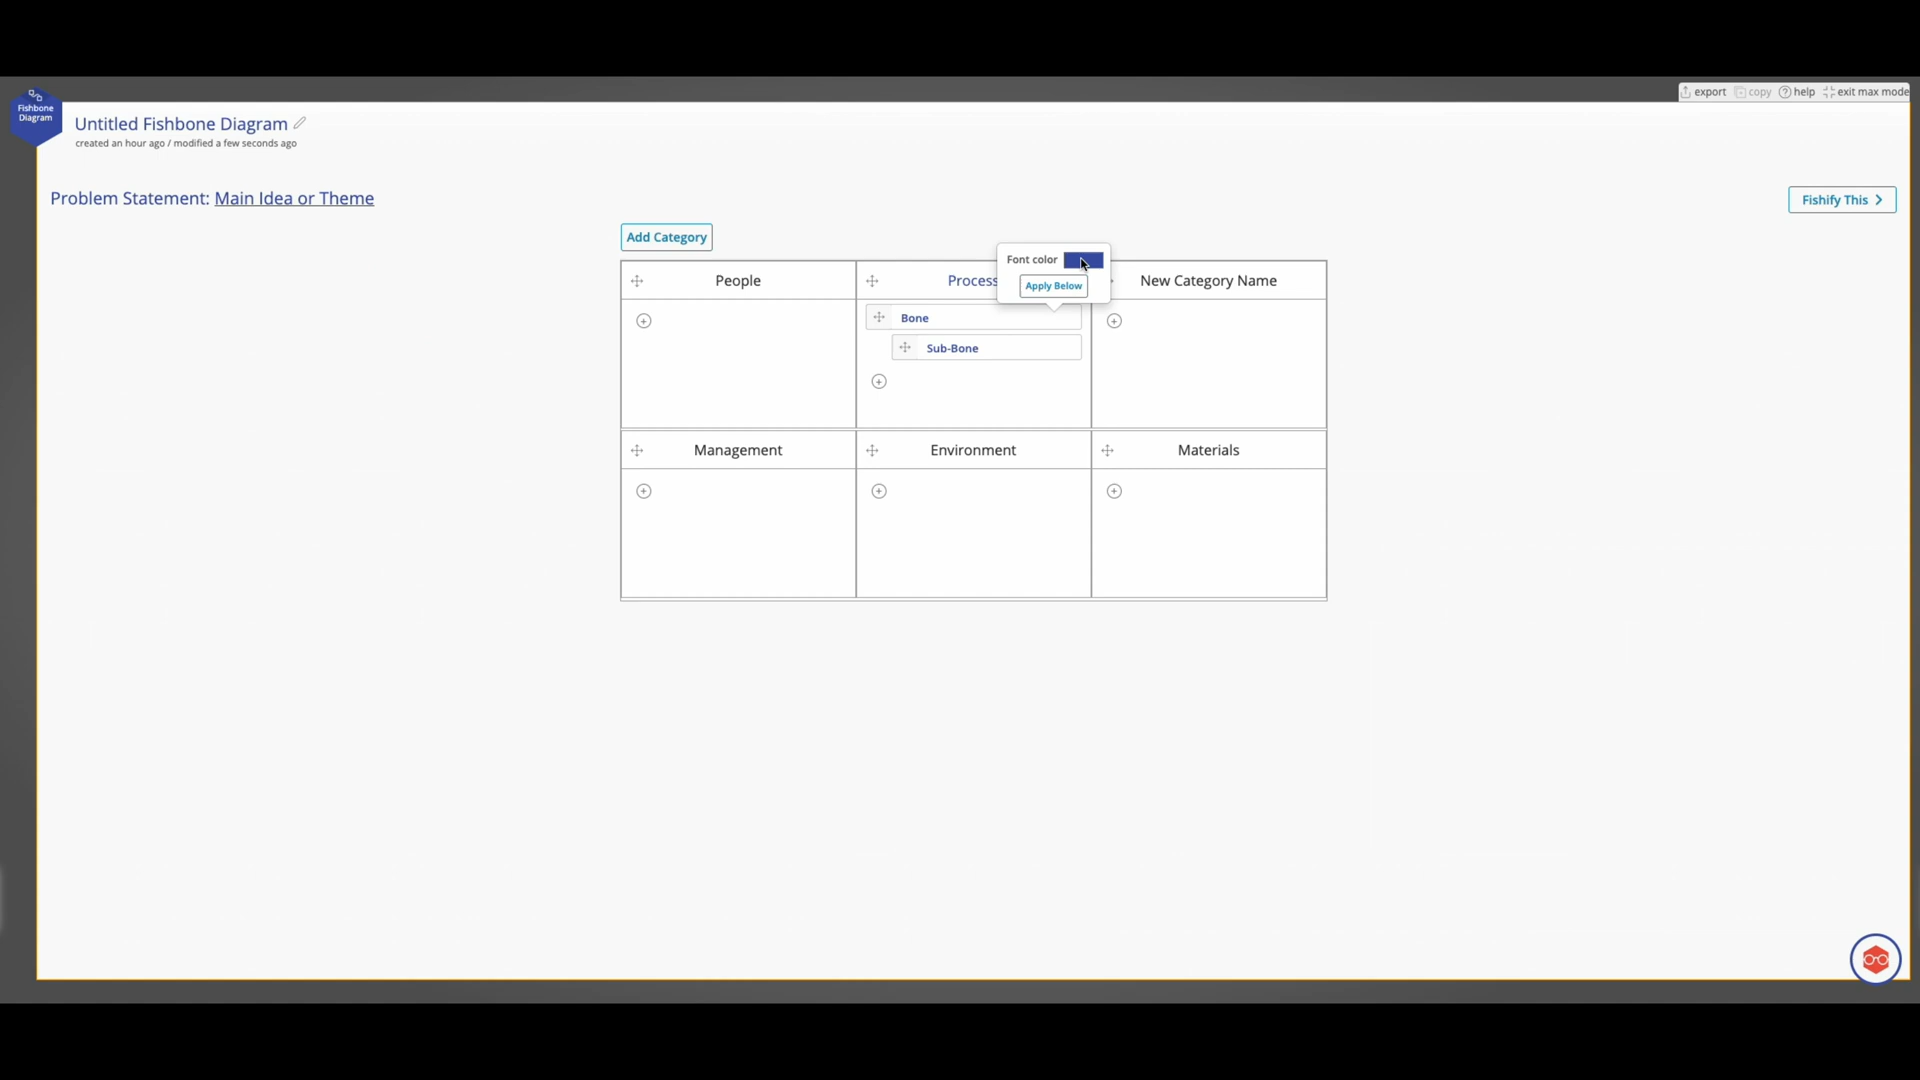 export copy help exit max mode
Fishbone
Diagram
Untitled Fishbone Diagram
created an hour ago / modified a few seconds ago
Problem Statement: Main Idea or Theme
Fishify This
Add Category
Font color
Apply Below
People
Process
New Category Name
Bone
Sub-Bone
Management
Environment
Materials